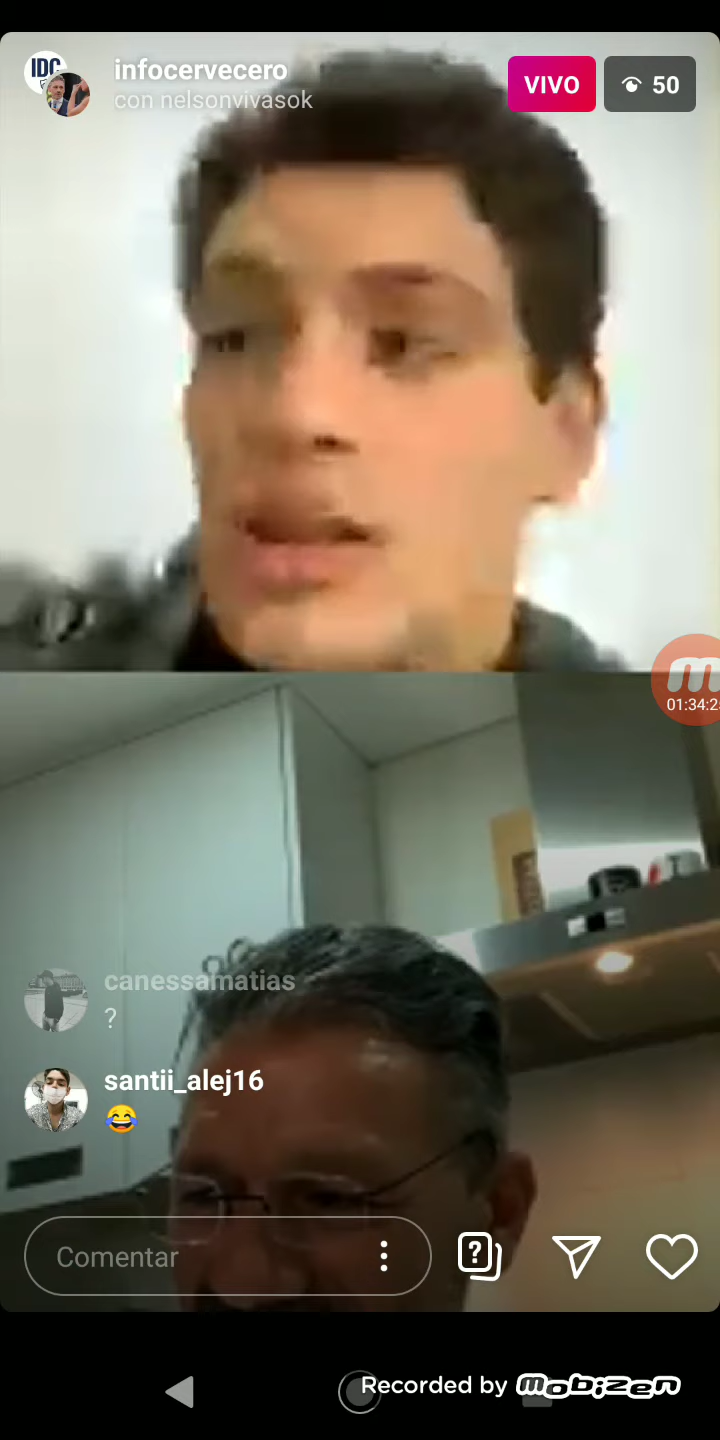 IDC
infocervecero
con nelsonvivasok
VIVO
50
01:34:2
canessamatias
?
santii_alej16
😂
Comentar
Recorded by mobizen